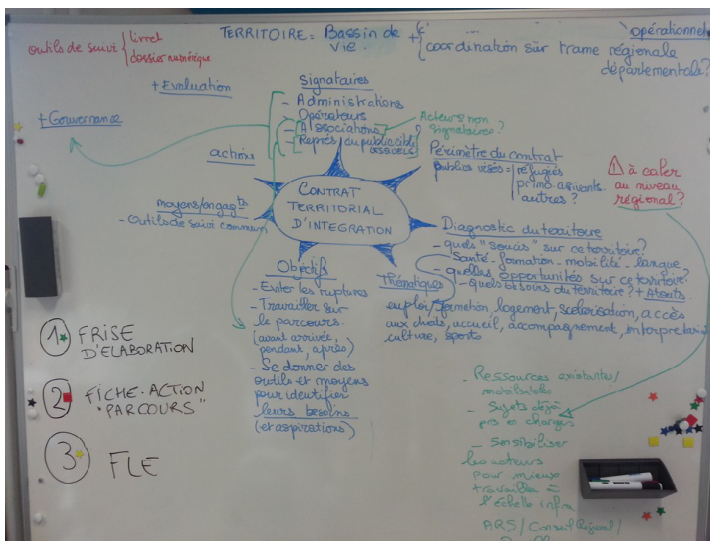 outils de suivi { livret
dossier numérique
TERRITOIRE = Bassin de
vie.
+ { ... opérationnel
coordination sur trame régionale
départementale?
+ Evaluation
+ Gouvernance
Signataires
- Administrations
- Opérateurs
- Associations
- Représ du public cible
Acteurs non
signataires?
actions
Périmètre du contrat
publics visés = réfugiés
primo-arrivants
autres?
⚠ à caler
au niveau
régional?
CONTRAT
TERRITORIAL
D'INTEGRATION
moyens/engagts
- Outils de suivi communs
Diagnostic du territoire
- quels "soucis" sur ce territoire?
Santé - formation - mobilité - langue
- quelles opportunités sur ce territoire?
- quels besoins du territoire? + Atouts
Objectifs
- Eviter les ruptures
- Travailler sur
le parcours
(avant arrivée,
pendant, après)
- Se donner des
outils et moyens
pour identifier
leurs besoins
(et aspirations)
Thématiques
emploi/formation, logement, scolarisation, accès
aux droits, accueil, accompagnement, interprétariat
culture, sports
1 FRISE
D'ELABORATION
2 FICHE-ACTION
"PARCOURS"
3 FLE
- Ressources existantes/
mobilisables
- Sujets déjà
pris en charges
- Sensibiliser
les acteurs
pour mieux
travailler à
l'échelle infra
ARS / Conseil Régional /